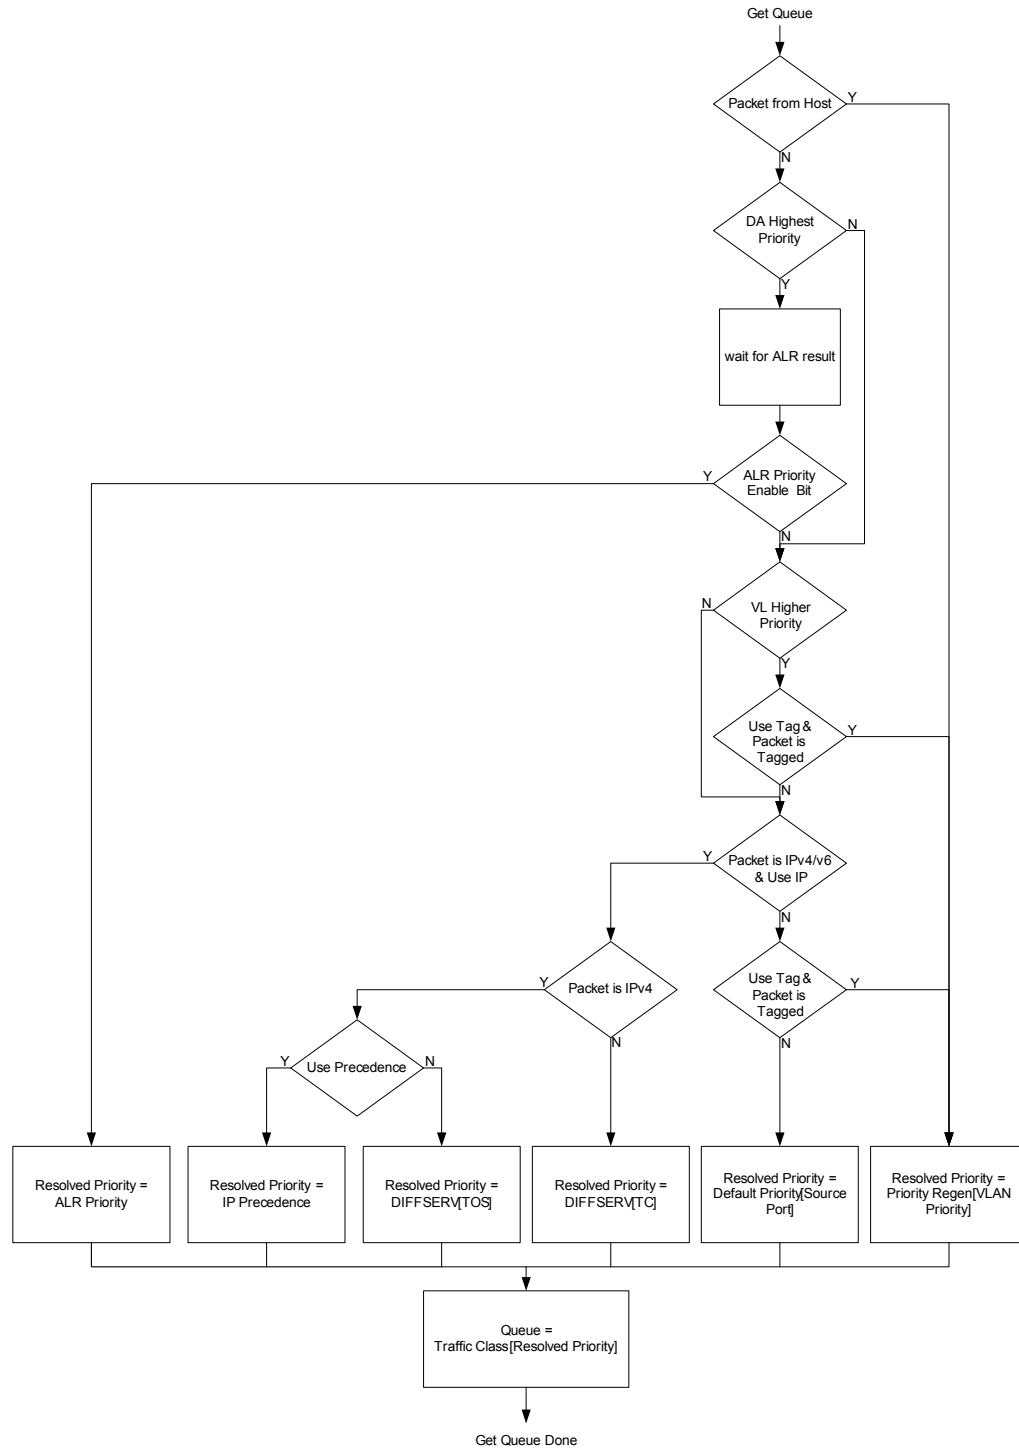 Get Queue
Packet from Host
Y
N
DA Highest
Priority
N
Y
wait for ALR result
Y
ALR Priority
Enable Bit
N
N
VL Higher
Priority
Y
Use Tag &
Packet is
Tagged
Y
N
Y
Packet is IPv4/v6
& Use IP
N
Y
Packet is IPv4
N
Use Tag &
Packet is
Tagged
Y
N
Y
Use Precedence
N
Resolved Priority =
ALR Priority
Resolved Priority =
IP Precedence
Resolved Priority =
DIFFSERV[TOS]
Resolved Priority =
DIFFSERV[TC]
Resolved Priority =
Default Priority[Source
Port]
Resolved Priority =
Priority Regen[VLAN
Priority]
Queue =
Traffic Class[Resolved Priority]
Get Queue Done